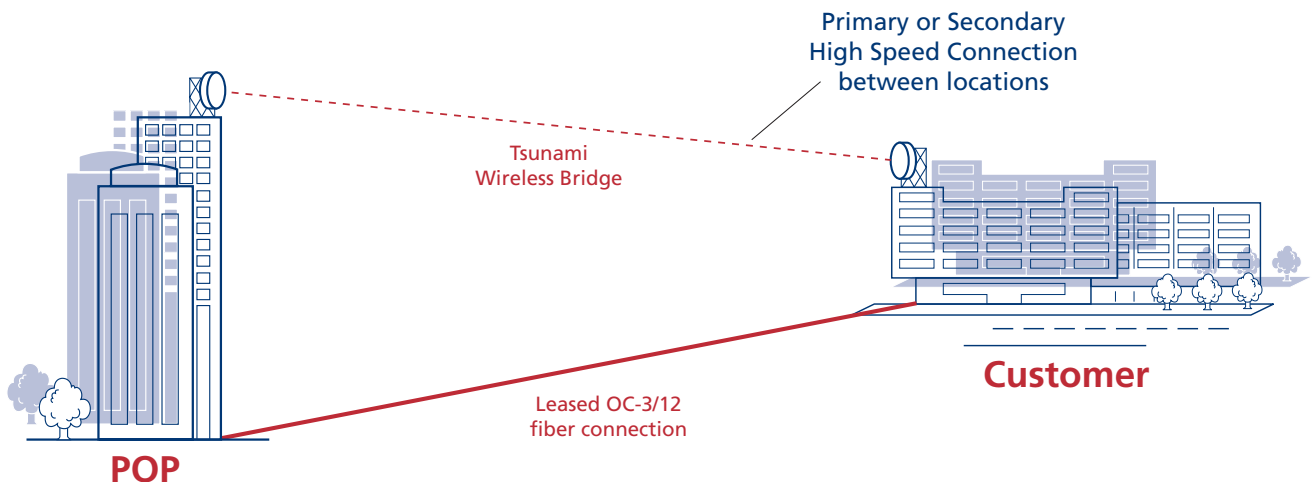 Primary or Secondary
High Speed Connection
between locations
Tsunami
Wireless Bridge
Customer
Leased OC-3/12
fiber connection
POP